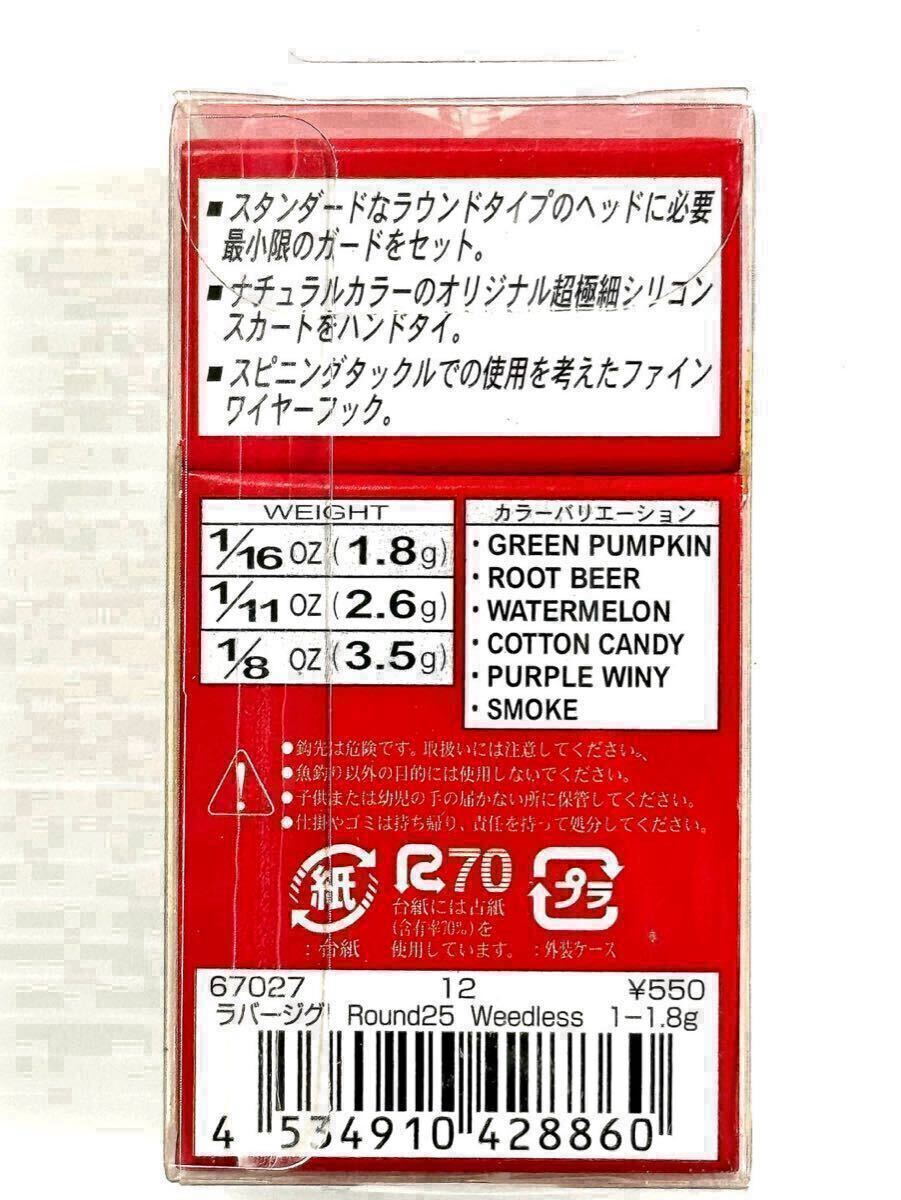 ■ スタンダードなラウンドタイプのヘッドに必要
最小限のガードをセット。
■ ナチュラルカラーのオリジナル超極細シリコン
スカートをハンドタイ。
■ スピニングタックルでの使用を考えたファイン
ワイヤーフック。
WEIGHT
1/16 oz (1.8g)
1/11 oz (2.6g)
1/8 oz (3.5g)
カラーバリエーション
・GREEN PUMPKIN
・ROOT BEER
・WATERMELON
・COTTON CANDY
・PURPLE WINY
・SMOKE
●鈎先は危険です。取扱いには注意してください。
●魚釣り以外の目的には使用しないでください。
●子供または幼児の手の届かない所に保管してください。
●仕掛やゴミは持ち帰り、責任を持って処分してください。
紙
:台紙
R70
台紙には古紙
(含有率70%)を
使用しています。
プラ
:外装ケース
67027 12 ¥550
ラバージグ Round25 Weedless 1-1.8g
4 534910 428860